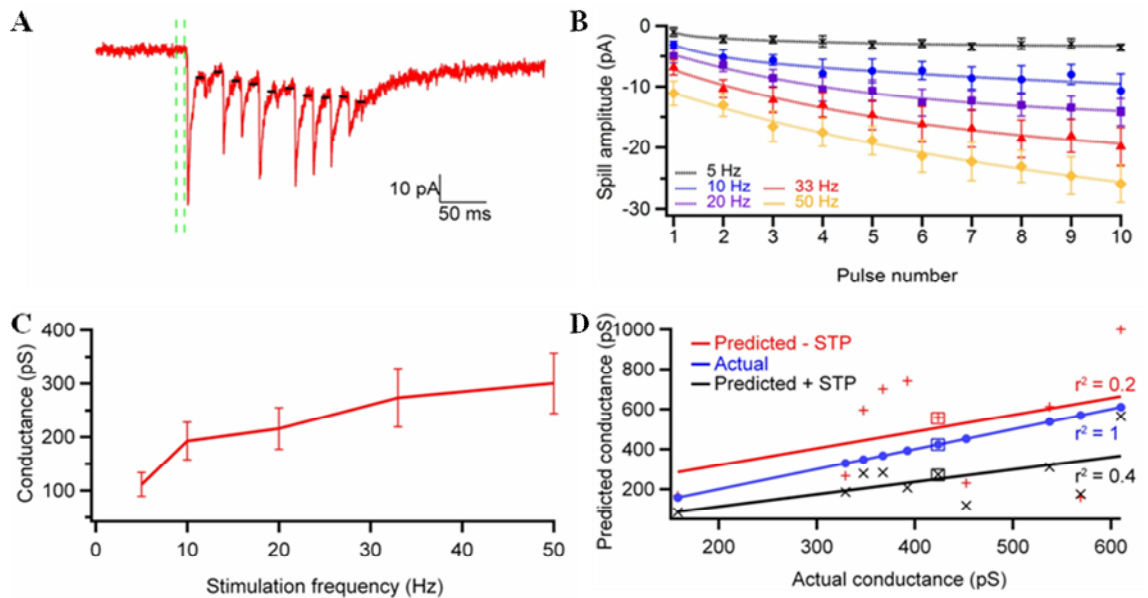 A
10 pA
50 ms
B
Spill amplitude (pA)
0
-10
-20
-30
5 Hz
10 Hz
33 Hz
20 Hz
50 Hz
1 2 3 4 5 6 7 8 9 10
Pulse number
C
Conductance (pS)
400
300
200
100
0 10 20 30 40 50
Stimulation frequency (Hz)
D
Predicted conductance (pS)
1000
800
600
400
200
Predicted - STP
Actual
Predicted + STP
r² = 0.2
r² = 1
r² = 0.4
200 300 400 500 600
Actual conductance (pS)